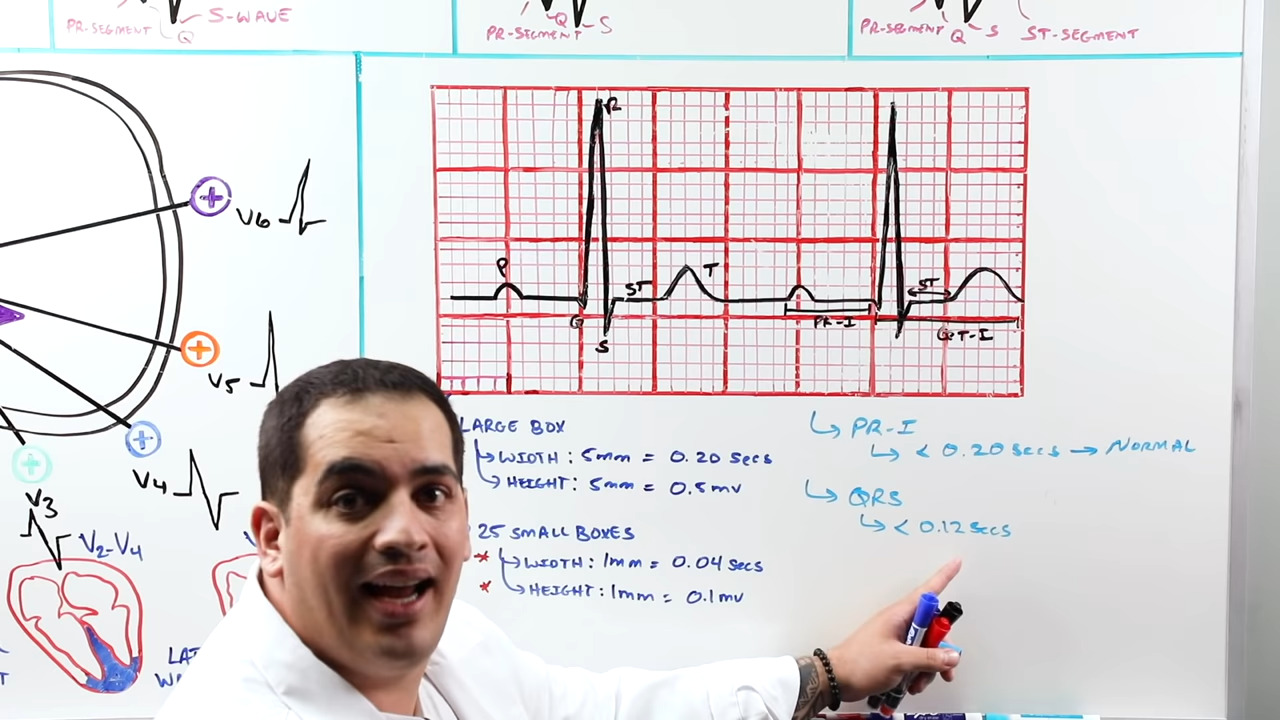 S-WAVE
PR-SEGMENT
Q
Q
S
PR-SEGMENT
PR-SEGMENT
Q
S
ST-SEGMENT
V6
V5
V4
V3
V2-V4
R
P
ST
T
Q
S
ST
PR-I
QT-I
LARGE BOX
WIDTH: 5mm = 0.20 SECS
HEIGHT: 5mm = 0.5mV
25 SMALL BOXES
* WIDTH: 1mm = 0.04 SECS
* HEIGHT: 1mm = 0.1mV
PR-I
< 0.20 SECS → NORMAL
QRS
< 0.12 SECS